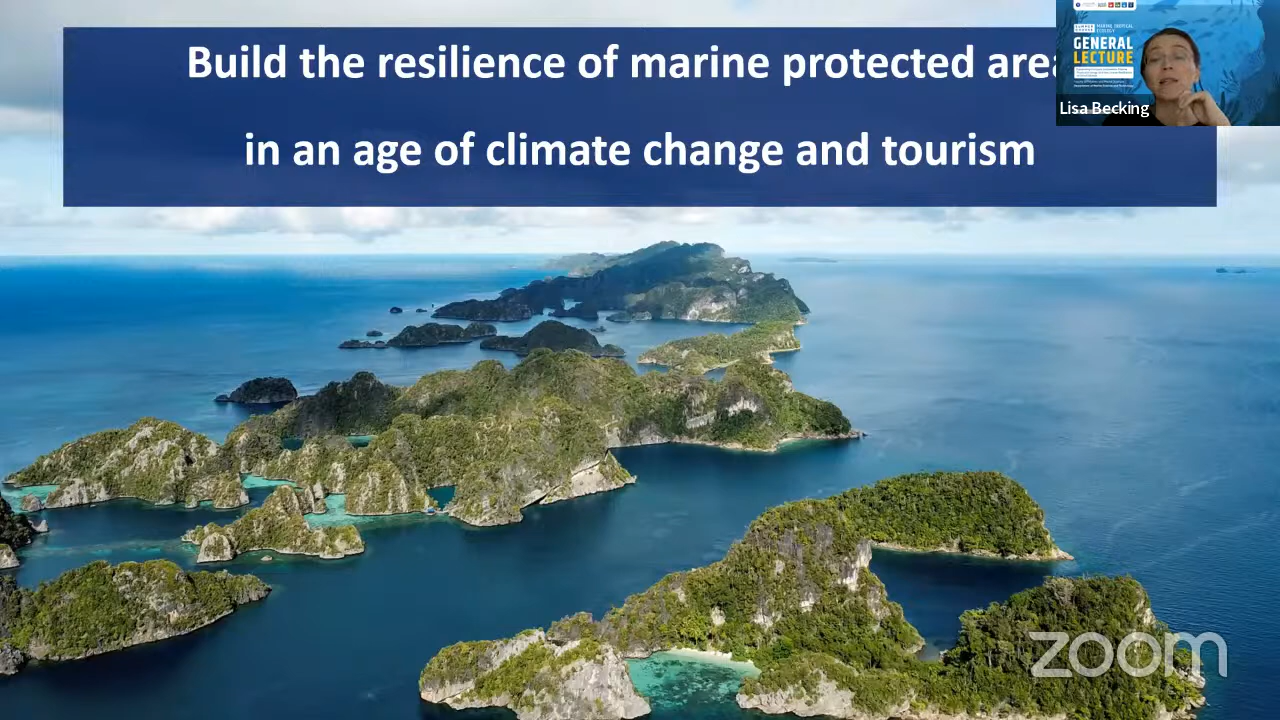 Build the resilience of marine protected area
in an age of climate change and tourism
GENERAL
LECTURE
Lisa Becking
zoom